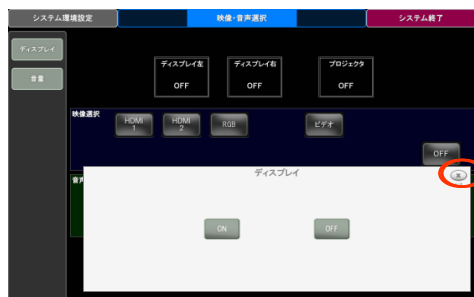 システム環境設定
映像・音声選択
システム終了
ディスプレイ
音量
ディスプレイ左
OFF
ディスプレイ右
OFF
プロジェクタ
OFF
映像選択
HDMI
1
HDMI
2
RGB
ビデオ
OFF
音声
ディスプレイ
x
ON
OFF